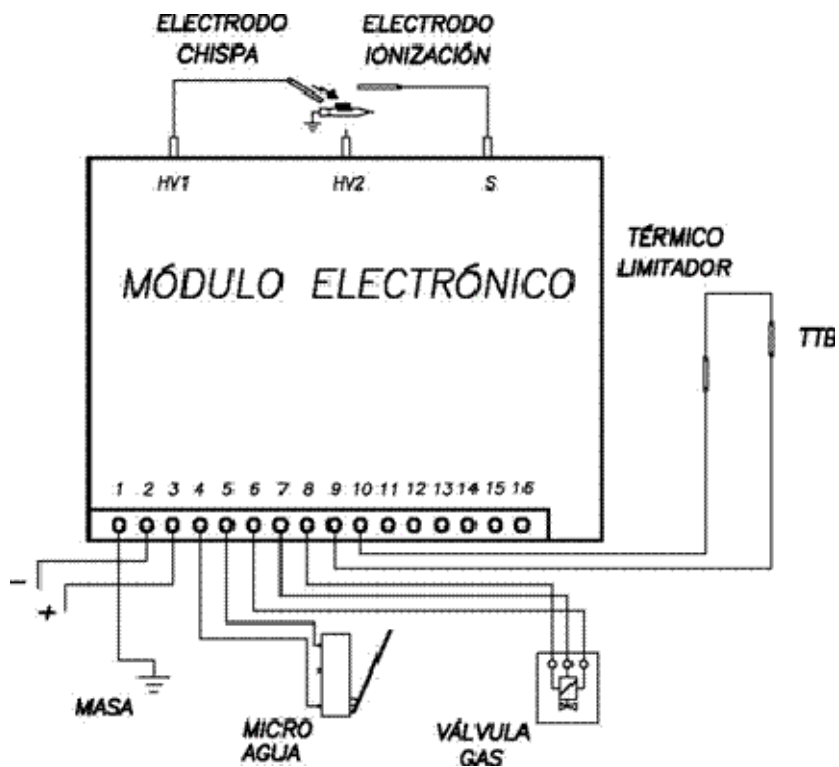 ELECTRODO
CHISPA
ELECTRODO
IONIZACIÓN
HV1
HV2
S
MÓDULO ELECTRÓNICO
TÉRMICO
LIMITADOR
TTB
1 2 3 4 5 6 7 8 9 10 11 12 13 14 15 16
-
+
MASA
MICRO
AGUA
VÁLVULA
GAS